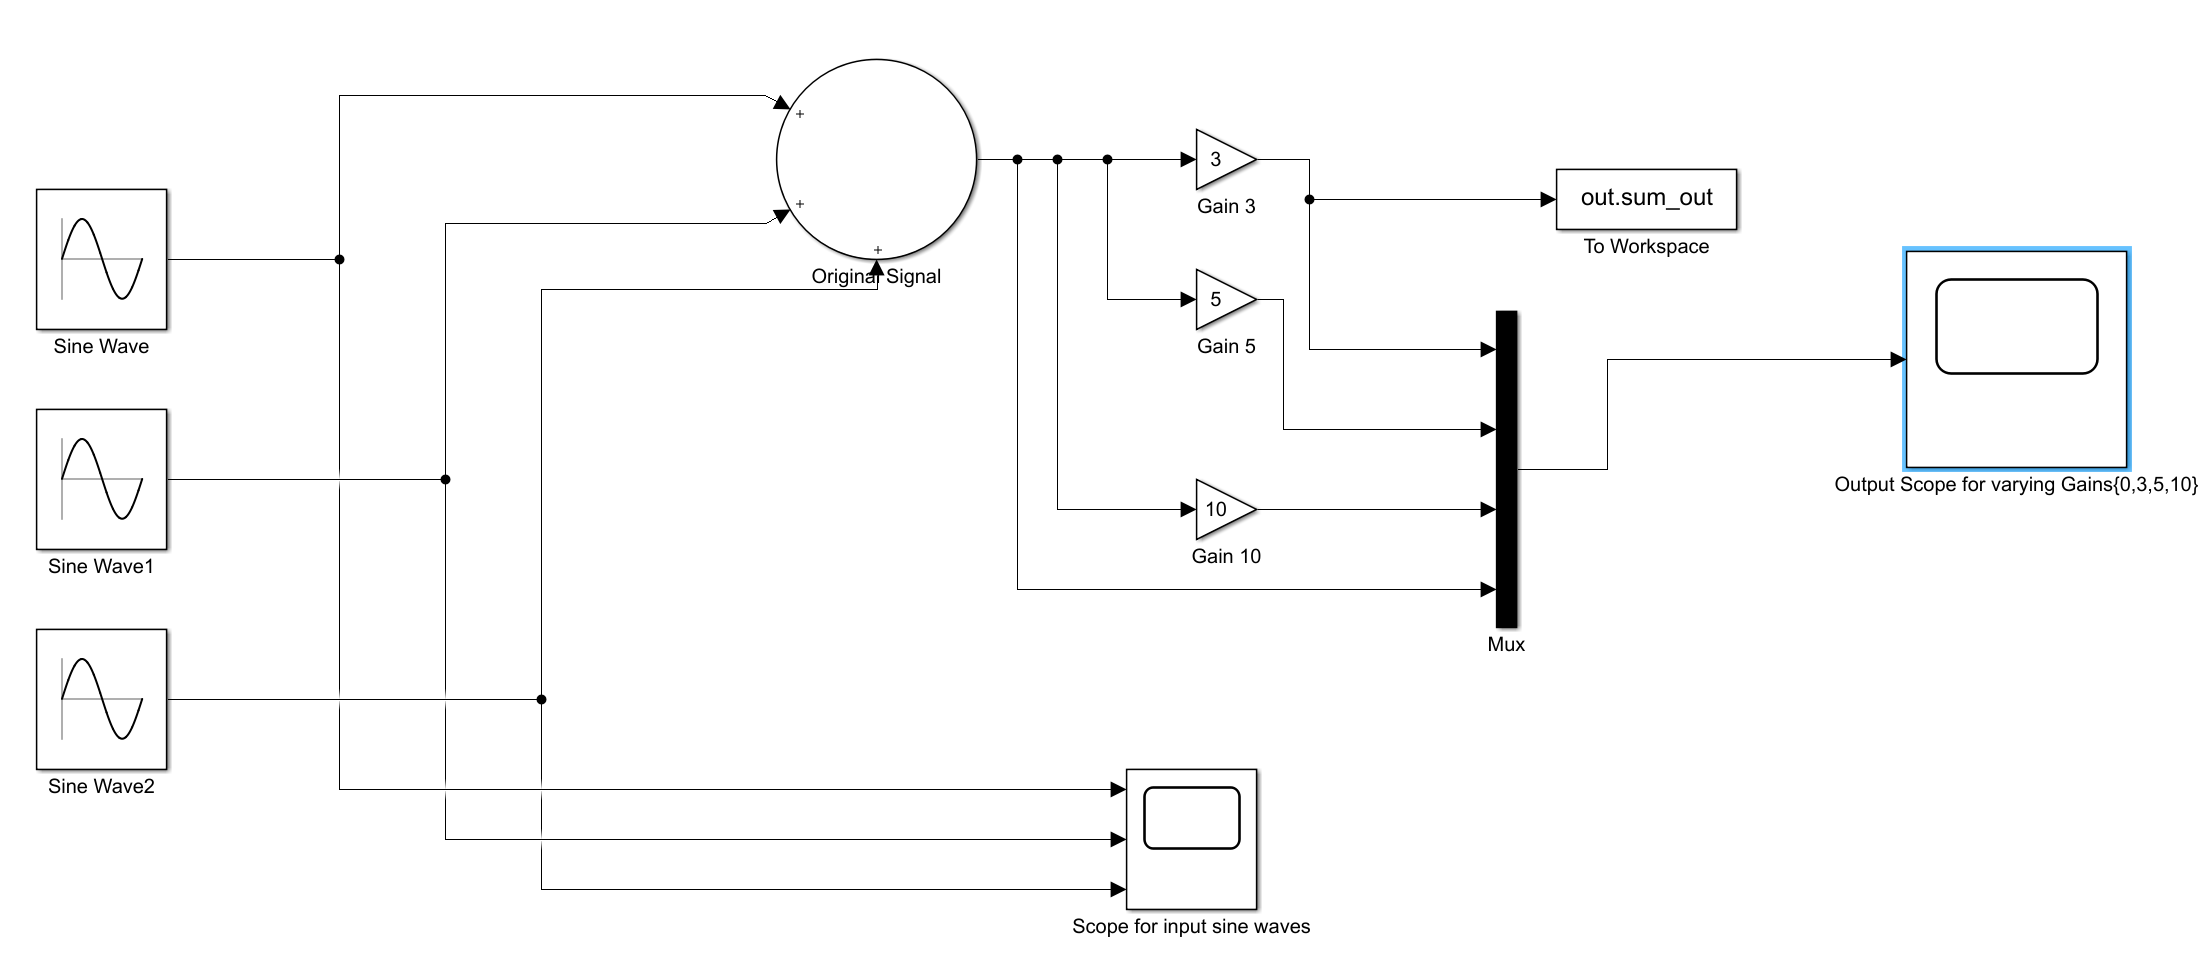 +
+
+
Original Signal
3
Gain 3
out.sum_out
To Workspace
Sine Wave
5
Gain 5
Output Scope for varying Gains{0,3,5,10}
Sine Wave1
10
Gain 10
Mux
Sine Wave2
Scope for input sine waves